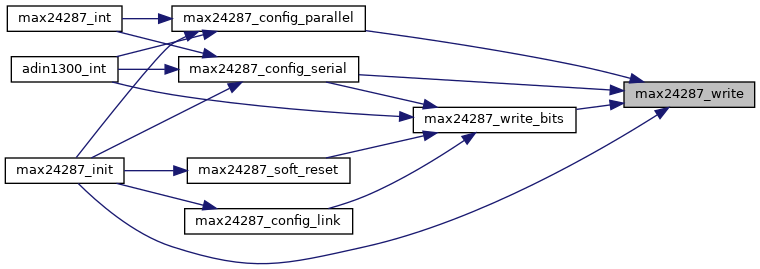 max24287_int
max24287_config_parallel
adin1300_int
max24287_config_serial
max24287_write
max24287_write_bits
max24287_init
max24287_soft_reset
max24287_config_link